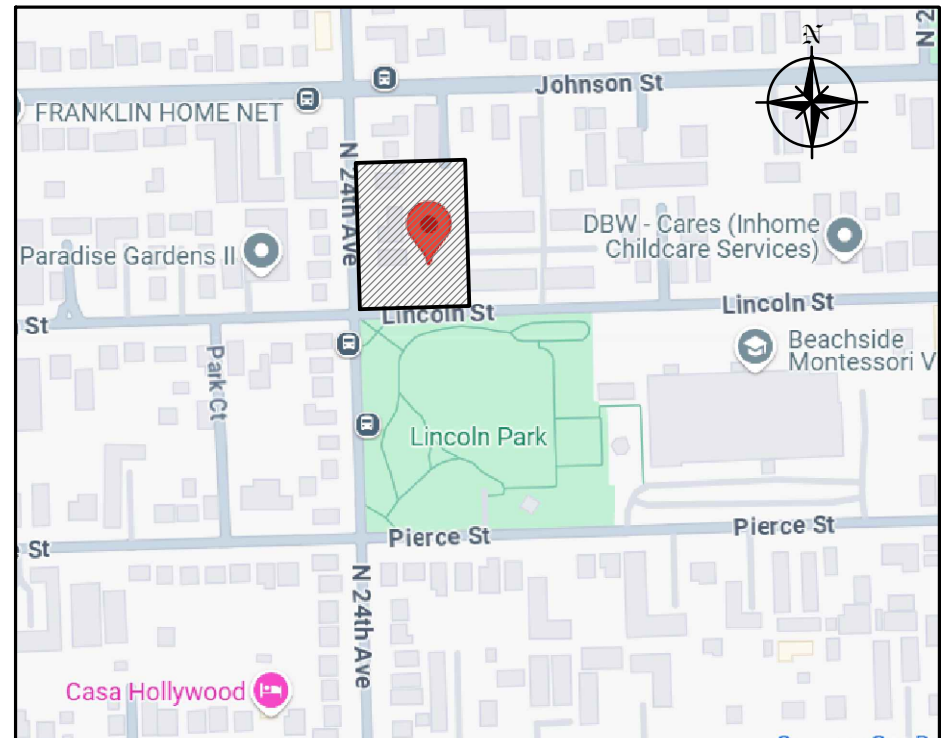 N 2
N
Johnson St
FRANKLIN HOME NET
N 24th Ave
DBW - Cares (Inhome
Childcare Services)
Paradise Gardens II
Lincoln St
Lincoln St
St
Beachside
Montessori V
Park Ct
Lincoln Park
Pierce St
Pierce St
St
N 24th Ave
Casa Hollywood